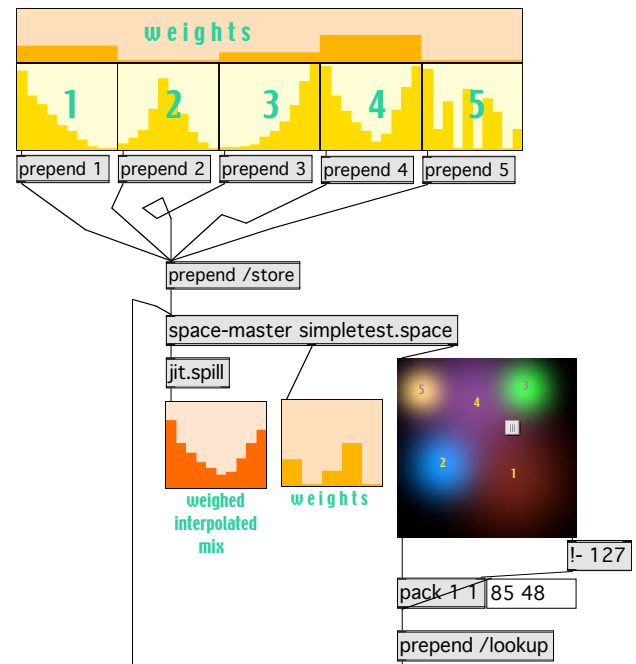 weights
1 2 3 4 5
prepend 1 prepend 2 prepend 3 prepend 4 prepend 5
prepend /store
space-master simpletest.space
jit.spill
5 4 3
2 1
weighed
interpolated
mix
weights
!- 127
pack 1 1 85 48
prepend /lookup